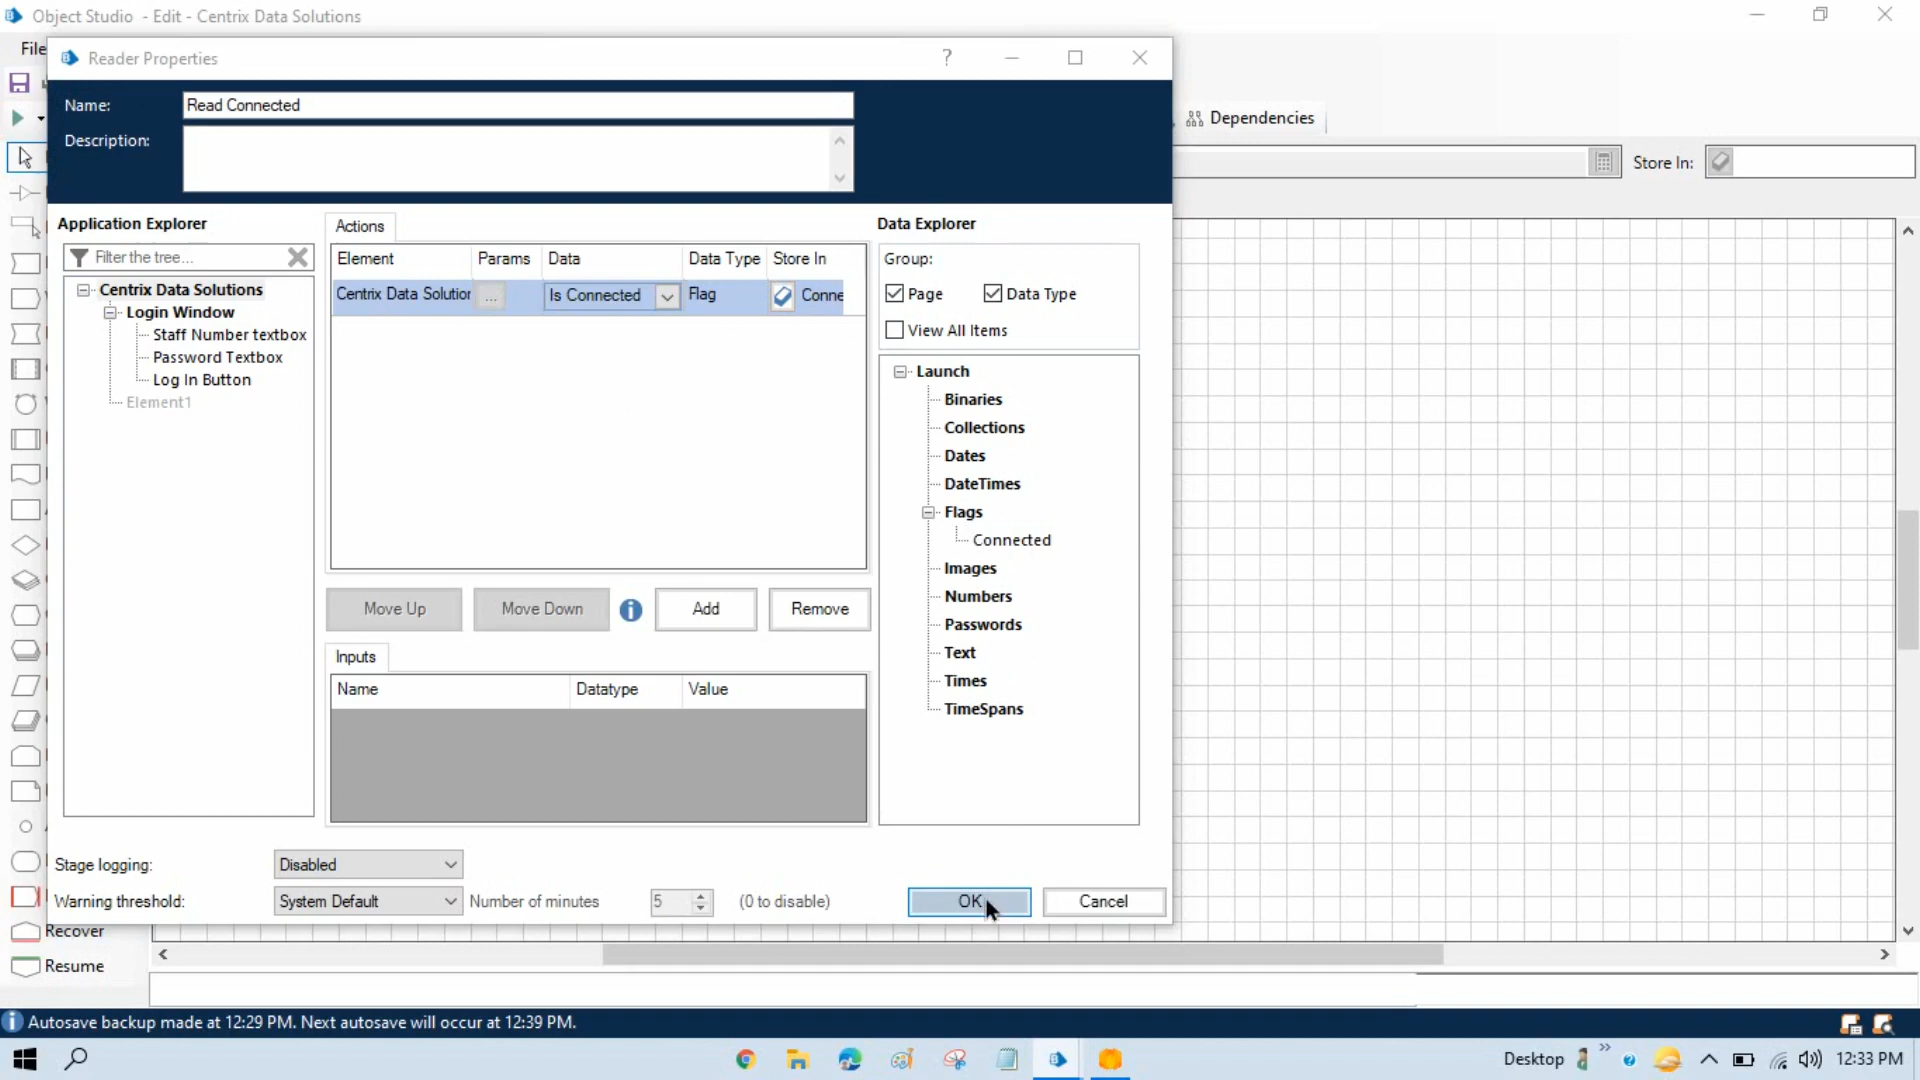 Object Studio - Edit - Centrix Data Solutions
File
Reader Properties
?
Name:
Read Connected
Description:
Dependencies
Store In:
Application Explorer
Filter the tree...
Centrix Data Solutions
Login Window
Staff Number textbox
Password Textbox
Log In Button
Element1
Actions
Element Params Data Data Type Store In
Centrix Data Solution ... Is Connected Flag Conne
Move Up Move Down Add Remove
Inputs
Name Datatype Value
Data Explorer
Group:
Page Data Type
View All Items
Launch
Binaries
Collections
Dates
DateTimes
Flags
Connected
Images
Numbers
Passwords
Text
Times
TimeSpans
Stage logging: Disabled
Warning threshold: System Default Number of minutes 5 (0 to disable)
OK Cancel
Recover
Resume
Autosave backup made at 12:29 PM. Next autosave will occur at 12:39 PM.
Desktop 12:33 PM